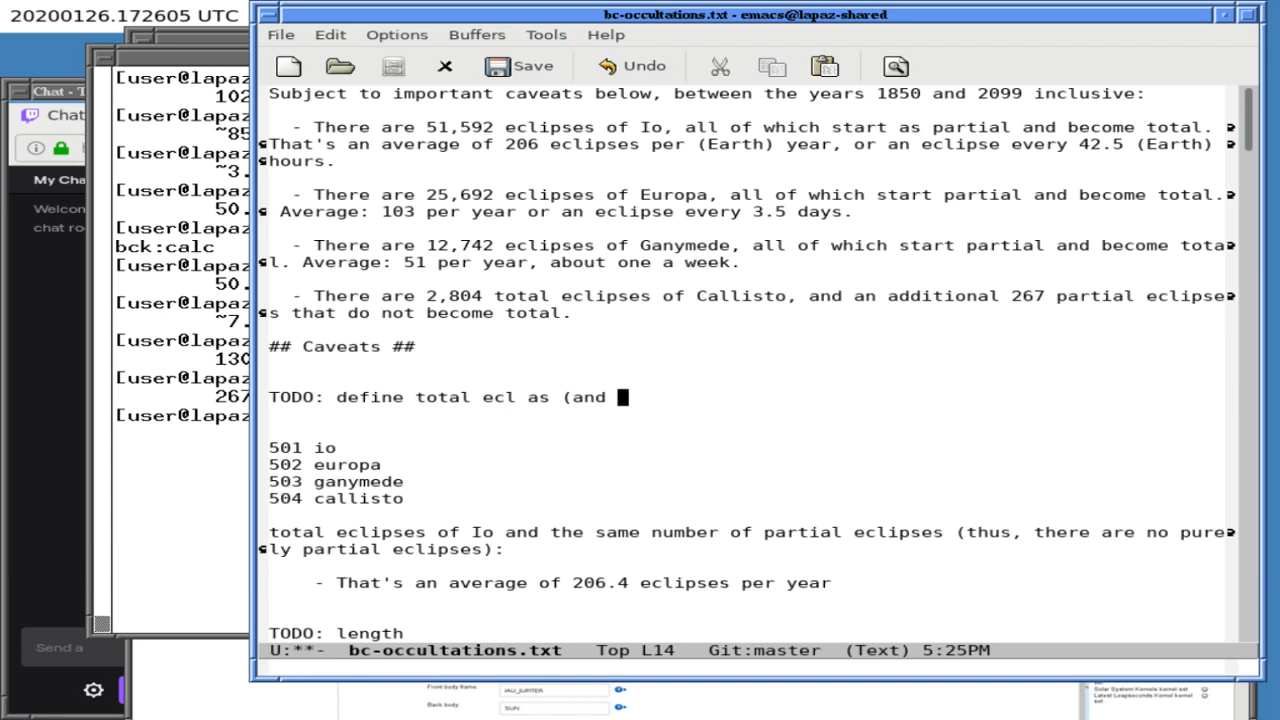 20200126.172605 UTC
bc-occultations.txt - emacs@lapaz-shared
File Edit Options Buffers Tools Help
Save Undo
Subject to important caveats below, between the years 1850 and 2099 inclusive:
- There are 51,592 eclipses of Io, all of which start as partial and become total.
That's an average of 206 eclipses per (Earth) year, or an eclipse every 42.5 (Earth)
hours.
- There are 25,692 eclipses of Europa, all of which start partial and become total.
Average: 103 per year or an eclipse every 3.5 days.
- There are 12,742 eclipses of Ganymede, all of which start partial and become tota
l. Average: 51 per year, about one a week.
- There are 2,804 total eclipses of Callisto, and an additional 267 partial eclipse
s that do not become total.
## Caveats ##
TODO: define total ecl as (and
501 io
502 europa
503 ganymede
504 callisto
total eclipses of Io and the same number of partial eclipses (thus, there are no pure
ly partial eclipses):
- That's an average of 206.4 eclipses per year
TODO: length
U:**- bc-occultations.txt Top L14 Git:master (Text) 5:25PM
[user@lapaz
102
[user@lapaz
~85
[user@lapaz
~3.
[user@lapaz
50.
[user@lapaz
bck:calc
[user@lapaz
50.
[user@lapaz
~7.
[user@lapaz
130
[user@lapaz
267
[user@lapaz
Chat - T
Chat
My Cha
Welcom
chat ro
Send a
Front body frame: IAU_JUPITER
Back body: SUN
Solar System Kernels kernel set
Latest Leapseconds Kernel kernel
set